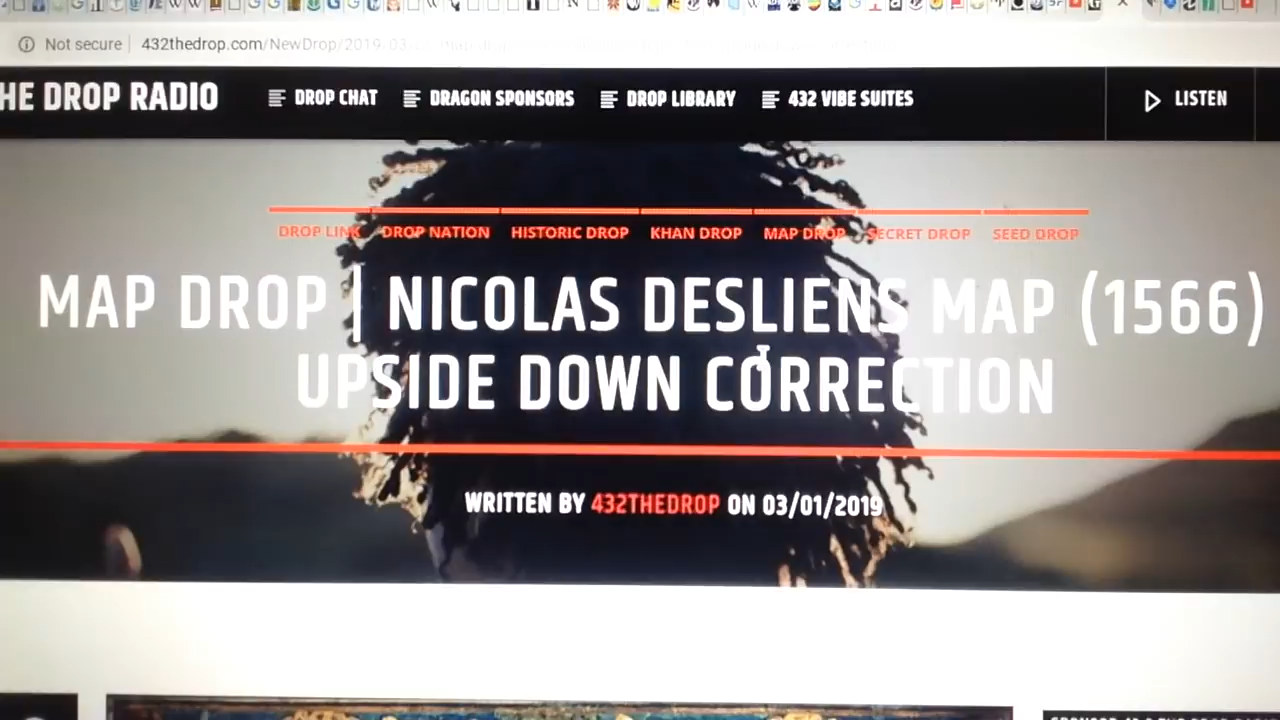 Not secure
432thedrop.com/NewDrop/2019
HE DROP RADIO
DROP CHAT
DRAGON SPONSORS
DROP LIBRARY
432 VIBE SUITES
LISTEN
DROP LINK
DROP NATION
HISTORIC DROP
KHAN DROP
MAP DROP
SECRET DROP
SEED DROP
MAP DROP | NICOLAS DESLIENS MAP (1566)
UPSIDE DOWN CORRECTION
WRITTEN BY 432THEDROP ON 03/01/2019